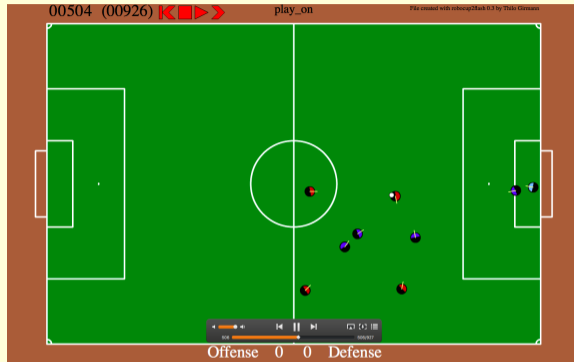 00504 (00926)
play_on
File created with robocup2flash 0.3 by Thilo Girmann
Offense 0 0 Defense